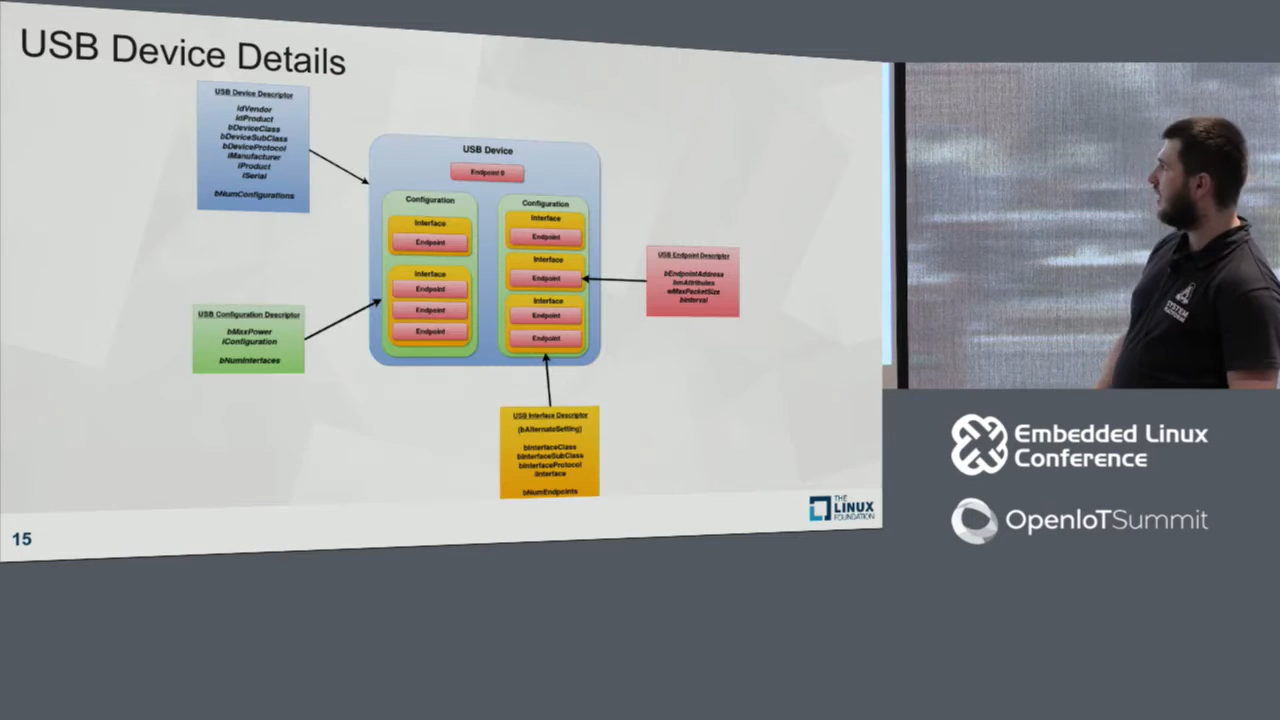 USB Device Details
USB Device Descriptor
idVendor
idProduct
bDeviceClass
bDeviceSubClass
bDeviceProtocol
iManufacturer
iProduct
iSerial
bNumConfigurations
USB Device
Endpoint 0
Configuration
Interface
Endpoint
Interface
Endpoint
Endpoint
Endpoint
Configuration
Interface
Endpoint
Interface
Endpoint
Interface
Endpoint
Endpoint
USB Endpoint Descriptor
bEndpointAddress
bmAttributes
wMaxPacketSize
bInterval
USB Configuration Descriptor
bMaxPower
iConfiguration
bNumInterfaces
USB Interface Descriptor
(bAlternateSetting)
bInterfaceClass
bInterfaceSubClass
bInterfaceProtocol
iInterface
bNumEndpoints
15
THE
LINUX
FOUNDATION
SYSTEM
Embedded Linux
Conference
OpenIoTSummit